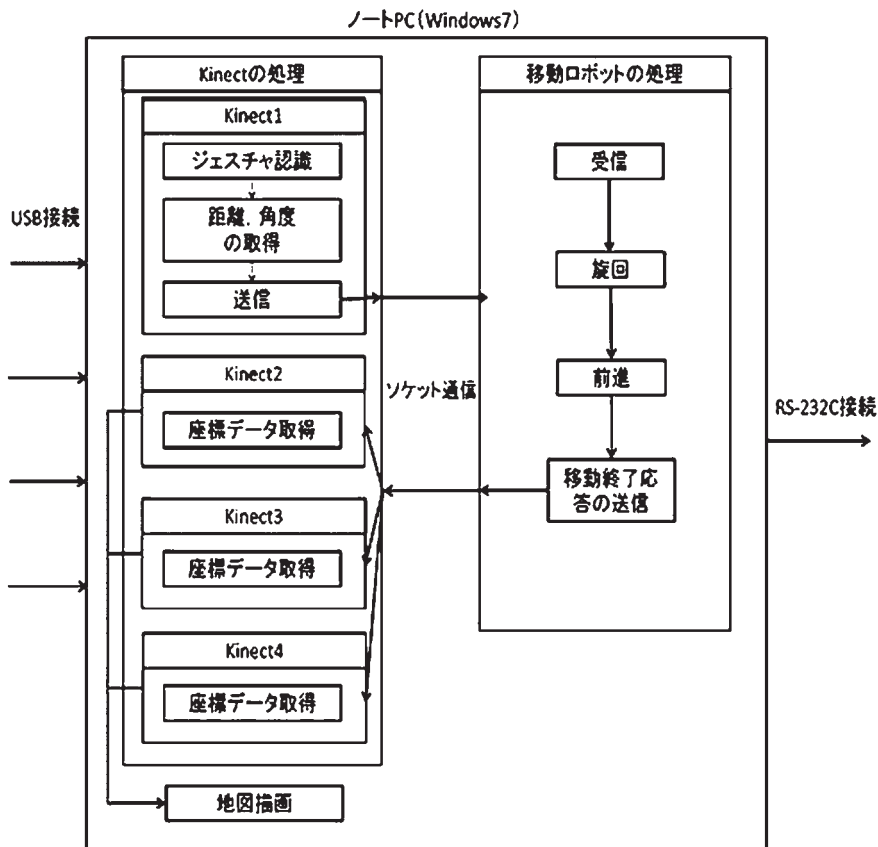 ノートPC(Windows7)
Kinectの処理
Kinect1
ジェスチャ認識
距離，角度
の取得
送信
Kinect2
座標データ取得
Kinect3
座標データ取得
Kinect4
座標データ取得
地図描画
USB接続
ソケット通信
移動ロボットの処理
受信
旋回
前進
移動終了応
答の送信
RS-232C接続